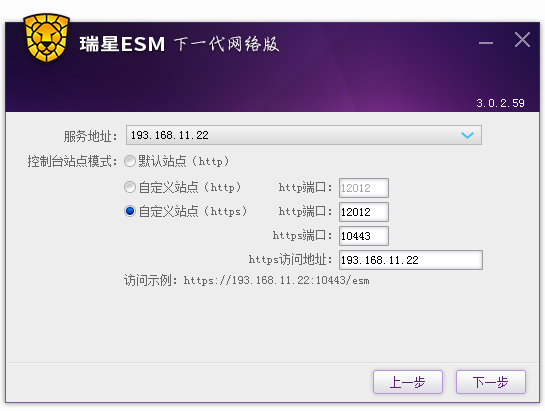 瑞星ESM 下一代网络版
3.0.2.59
服务地址: 193.168.11.22
控制台站点模式: 默认站点（http）
自定义站点（http） http端口: 12012
自定义站点（https） http端口: 12012
https端口: 10443
https访问地址: 193.168.11.22
访问示例: https://193.168.11.22:10443/esm
上一步 下一步